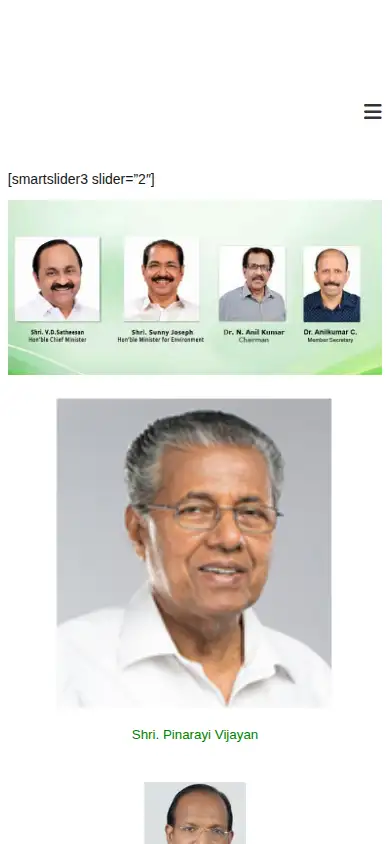 [smartslider3 slider=”2″]
Shri. V.D.Satheesan
Hon'ble Chief Minister
Shri. Sunny Joseph
Hon'ble Minister for Environment
Dr. N. Anil Kumar
Chairman
Dr. Anilkumar C.
Member Secretary
Shri. Pinarayi Vijayan